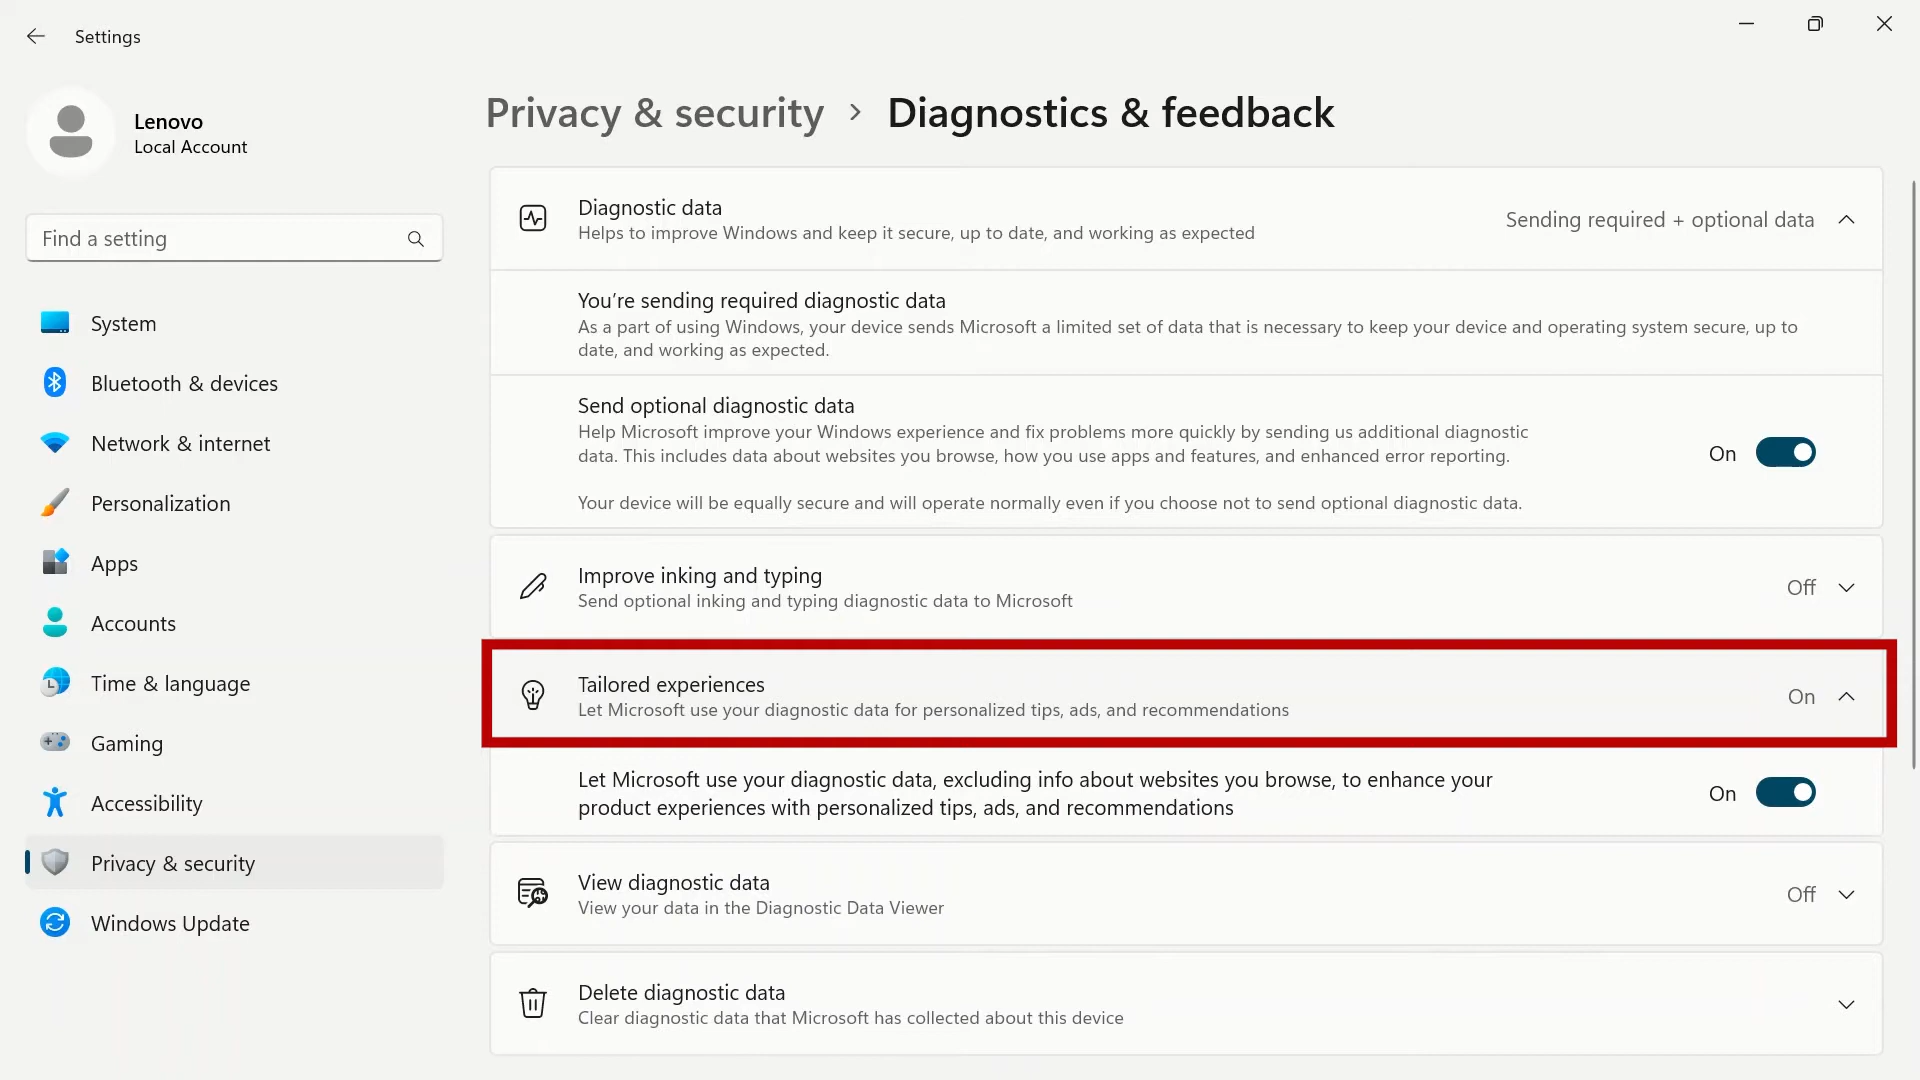 Settings
Lenovo
Local Account
Find a setting
System
Bluetooth & devices
Network & internet
Personalization
Apps
Accounts
Time & language
Gaming
Accessibility
Privacy & security
Windows Update
Privacy & security › Diagnostics & feedback
Diagnostic data
Helps to improve Windows and keep it secure, up to date, and working as expected
Sending required + optional data
You’re sending required diagnostic data
As a part of using Windows, your device sends Microsoft a limited set of data that is necessary to keep your device and operating system secure, up to
date, and working as expected.
Send optional diagnostic data
Help Microsoft improve your Windows experience and fix problems more quickly by sending us additional diagnostic
data. This includes data about websites you browse, how you use apps and features, and enhanced error reporting.
On
Your device will be equally secure and will operate normally even if you choose not to send optional diagnostic data.
Improve inking and typing
Send optional inking and typing diagnostic data to Microsoft
Off
Tailored experiences
Let Microsoft use your diagnostic data for personalized tips, ads, and recommendations
On
Let Microsoft use your diagnostic data, excluding info about websites you browse, to enhance your
product experiences with personalized tips, ads, and recommendations
On
View diagnostic data
View your data in the Diagnostic Data Viewer
Off
Delete diagnostic data
Clear diagnostic data that Microsoft has collected about this device